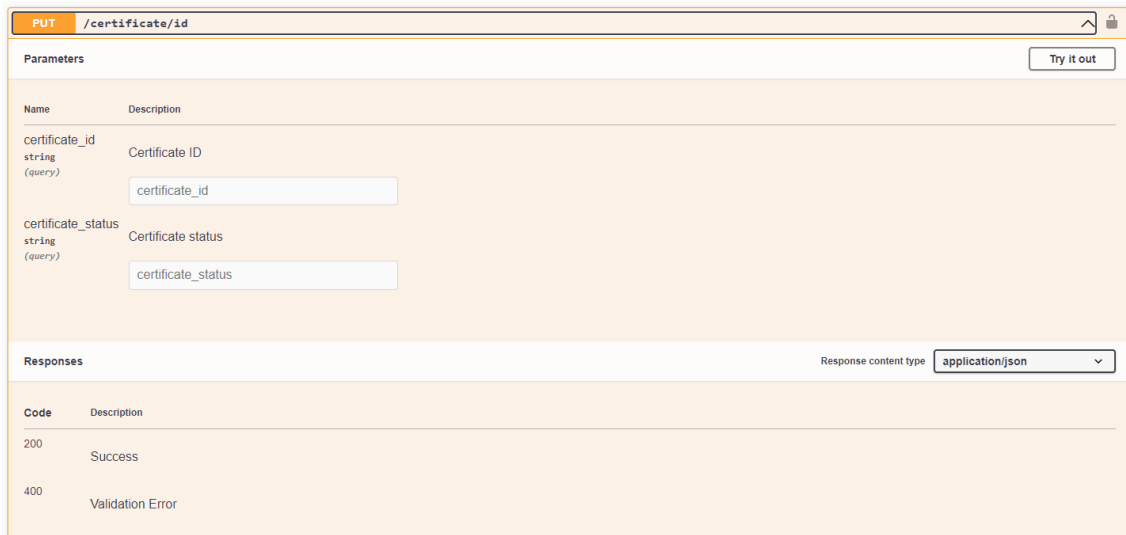 PUT /certificate/id
Parameters Try it out
Name Description
certificate_id
string
(query)
Certificate ID
certificate_id
certificate_status
string
(query)
Certificate status
certificate_status
Responses Response content type application/json
Code Description
200
Success
400
Validation Error